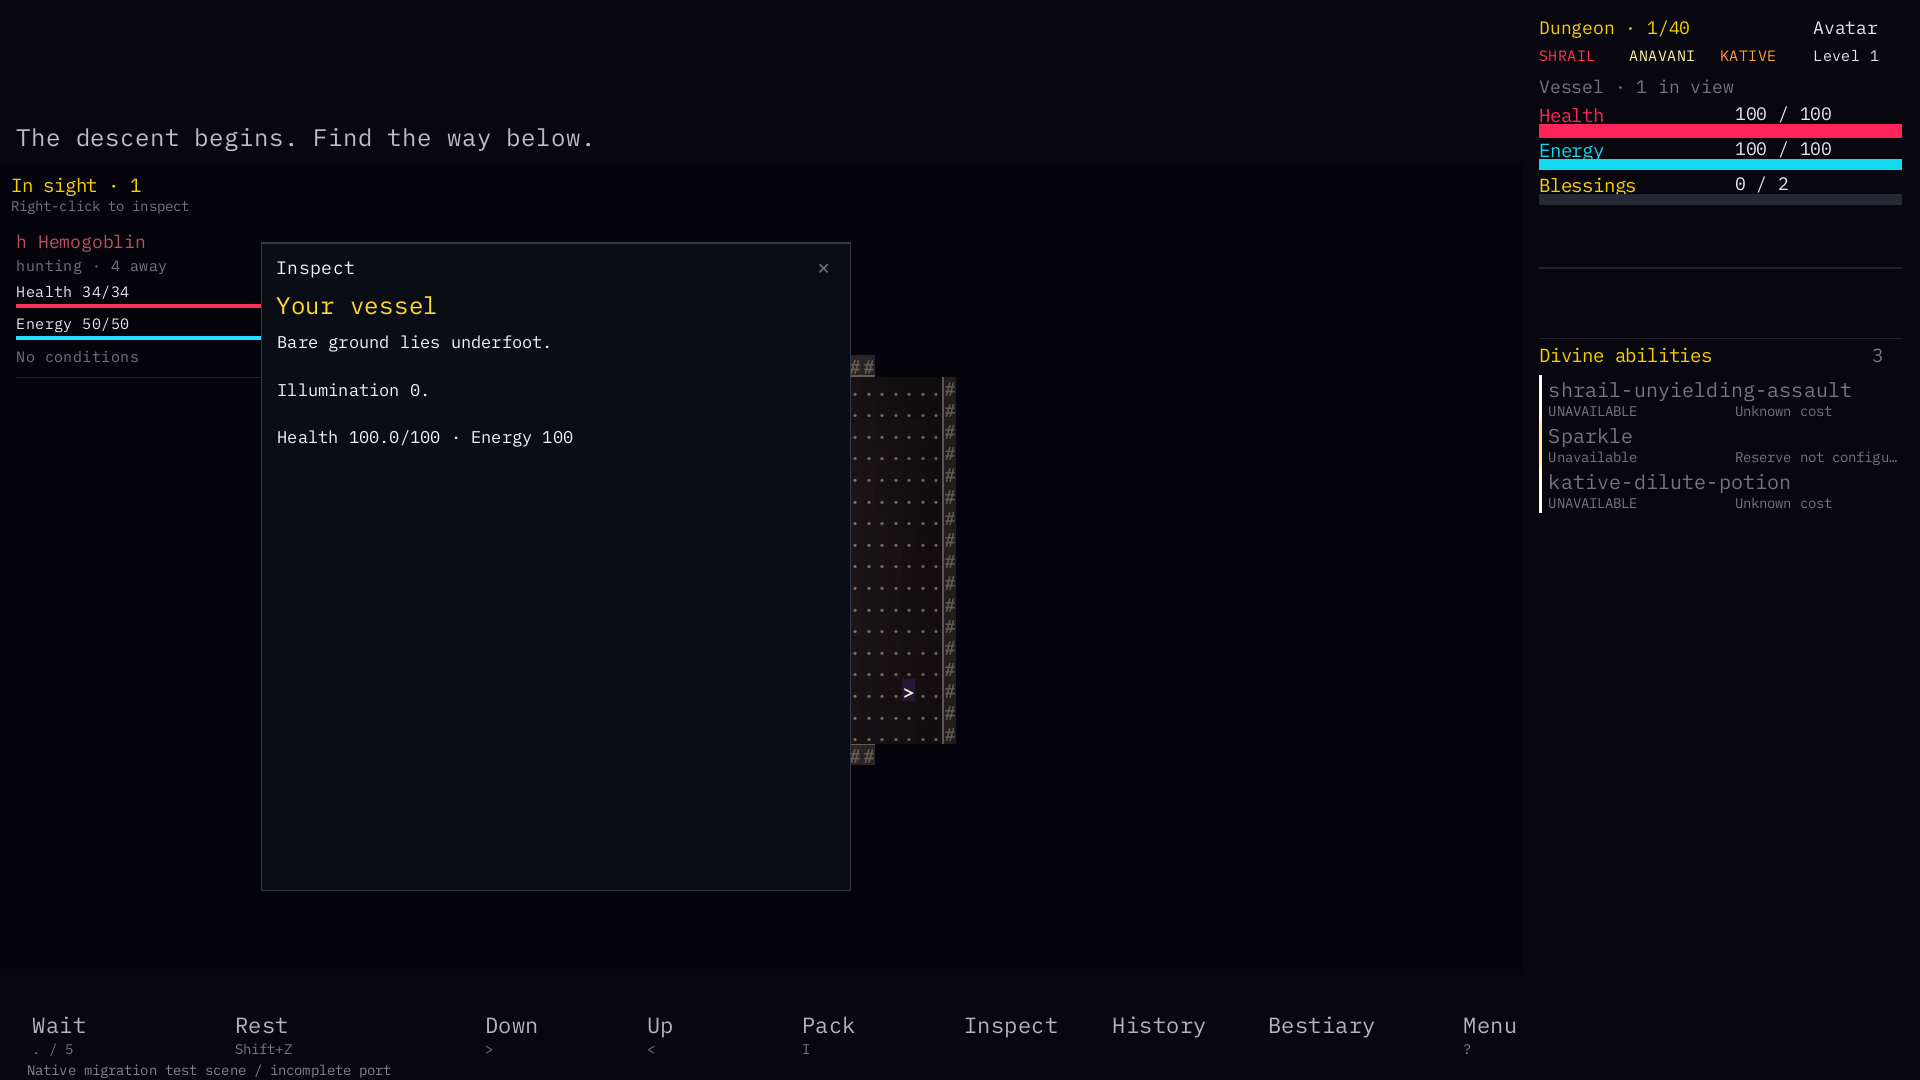 Dungeon · 1/40
Avatar
SHRAIL ANAVANI KATIVE Level 1
Vessel · 1 in view
Health 100 / 100
Energy 100 / 100
Blessings 0 / 2
The descent begins. Find the way below.
In sight · 1
Right-click to inspect
h Hemogoblin
hunting · 4 away
Health 34/34
Energy 50/50
No conditions
Inspect ×
Your vessel
Bare ground lies underfoot.
Illumination 0.
Health 100.0/100 · Energy 100
##
.......#
.......#
.......#
.......#
.......#
.......#
.......#
.......#
.......#
.......#
.......#
.......#
.......#
.......#
....>..#
.......#
.......#
##
Divine abilities 3
shrail-unyielding-assault
UNAVAILABLE Unknown cost
Sparkle
Unavailable Reserve not configu…
kative-dilute-potion
UNAVAILABLE Unknown cost
Wait Rest Down Up Pack Inspect History Bestiary Menu
. / 5 Shift+Z > < I ?
Native migration test scene / incomplete port